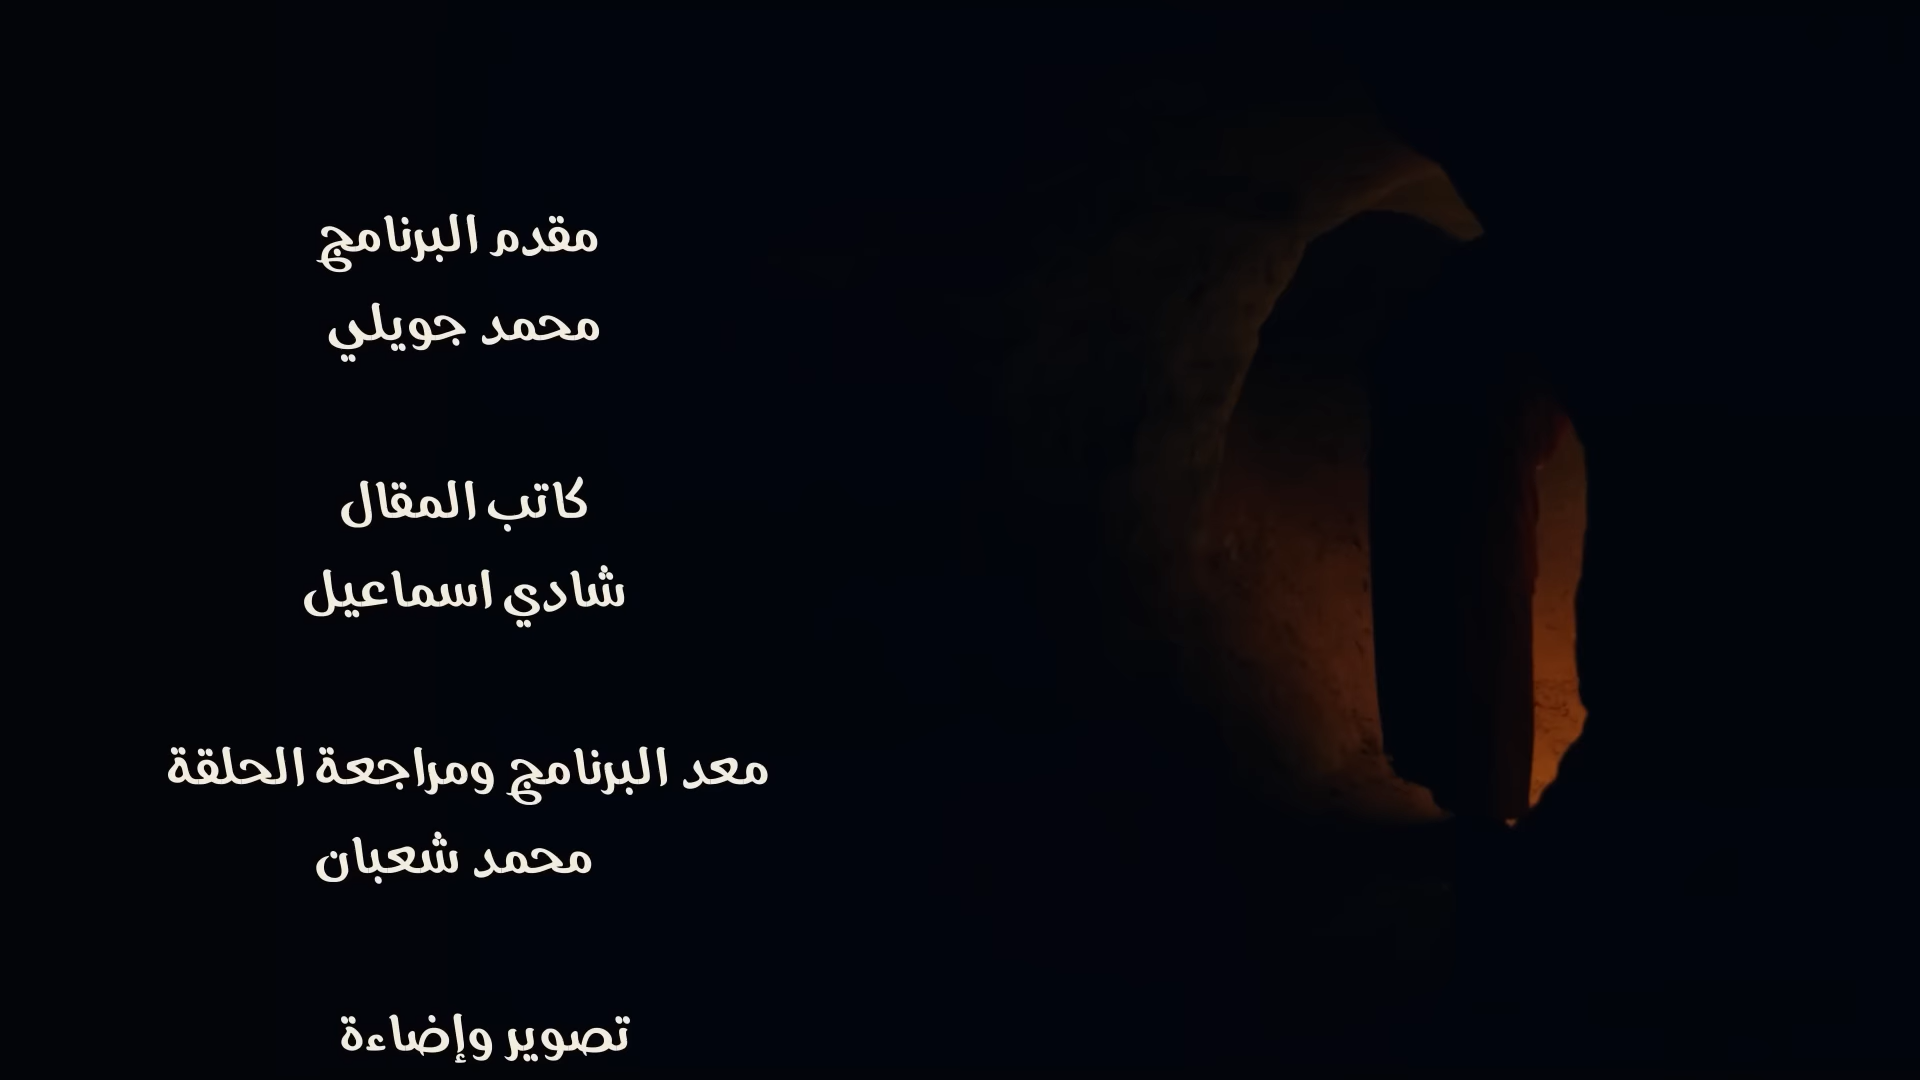 مقدم البرنامج
محمد جويلي
كاتب المقال
شادي اسماعيل
معد البرنامج ومراجعة الحلقة
محمد شعبان
تصوير وإضاءة